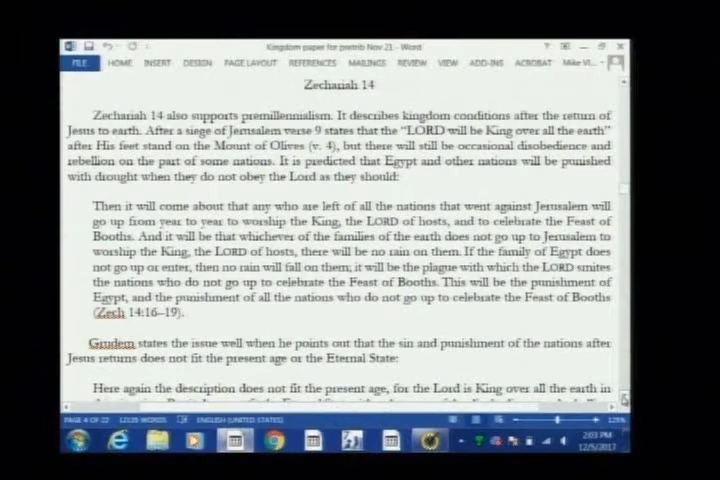 Kingdom paper for pretrib Nov 21 - Word
FILE HOME INSERT DESIGN PAGE LAYOUT REFERENCES MAILINGS REVIEW VIEW ADD-INS ACROBAT Mike
Zechariah 14
Zechariah 14 also supports premillennialism. It describes kingdom conditions after the return of
Jesus to earth. After a siege of Jerusalem verse 9 states that the “LORD will be King over all the earth”
after His feet stand on the Mount of Olives (v. 4), but there will still be occasional disobedience and
rebellion on the part of some nations. It is predicted that Egypt and other nations will be punished
with drought when they do not obey the Lord as they should:
Then it will come about that any who are left of all the nations that went against Jerusalem will
go up from year to year to worship the King, the LORD of hosts, and to celebrate the Feast of
Booths. And it will be that whichever of the families of the earth does not go up to Jerusalem to
worship the King, the LORD of hosts, there will be no rain on them. If the family of Egypt does
not go up or enter, then no rain will fall on them; it will be the plague with which the LORD smites
the nations who do not go up to celebrate the Feast of Booths. This will be the punishment of
Egypt, and the punishment of all the nations who do not go up to celebrate the Feast of Booths
(Zech 14:16–19).
Grudem states the issue well when he points out that the sin and punishment of the nations after
Jesus returns does not fit the present age or the Eternal State:
Here again the description does not fit the present age, for the Lord is King over all the earth in
PAGE 4 OF 22 12135 WORDS ENGLISH (UNITED STATES) 125%
2:03 PM
12/5/2017